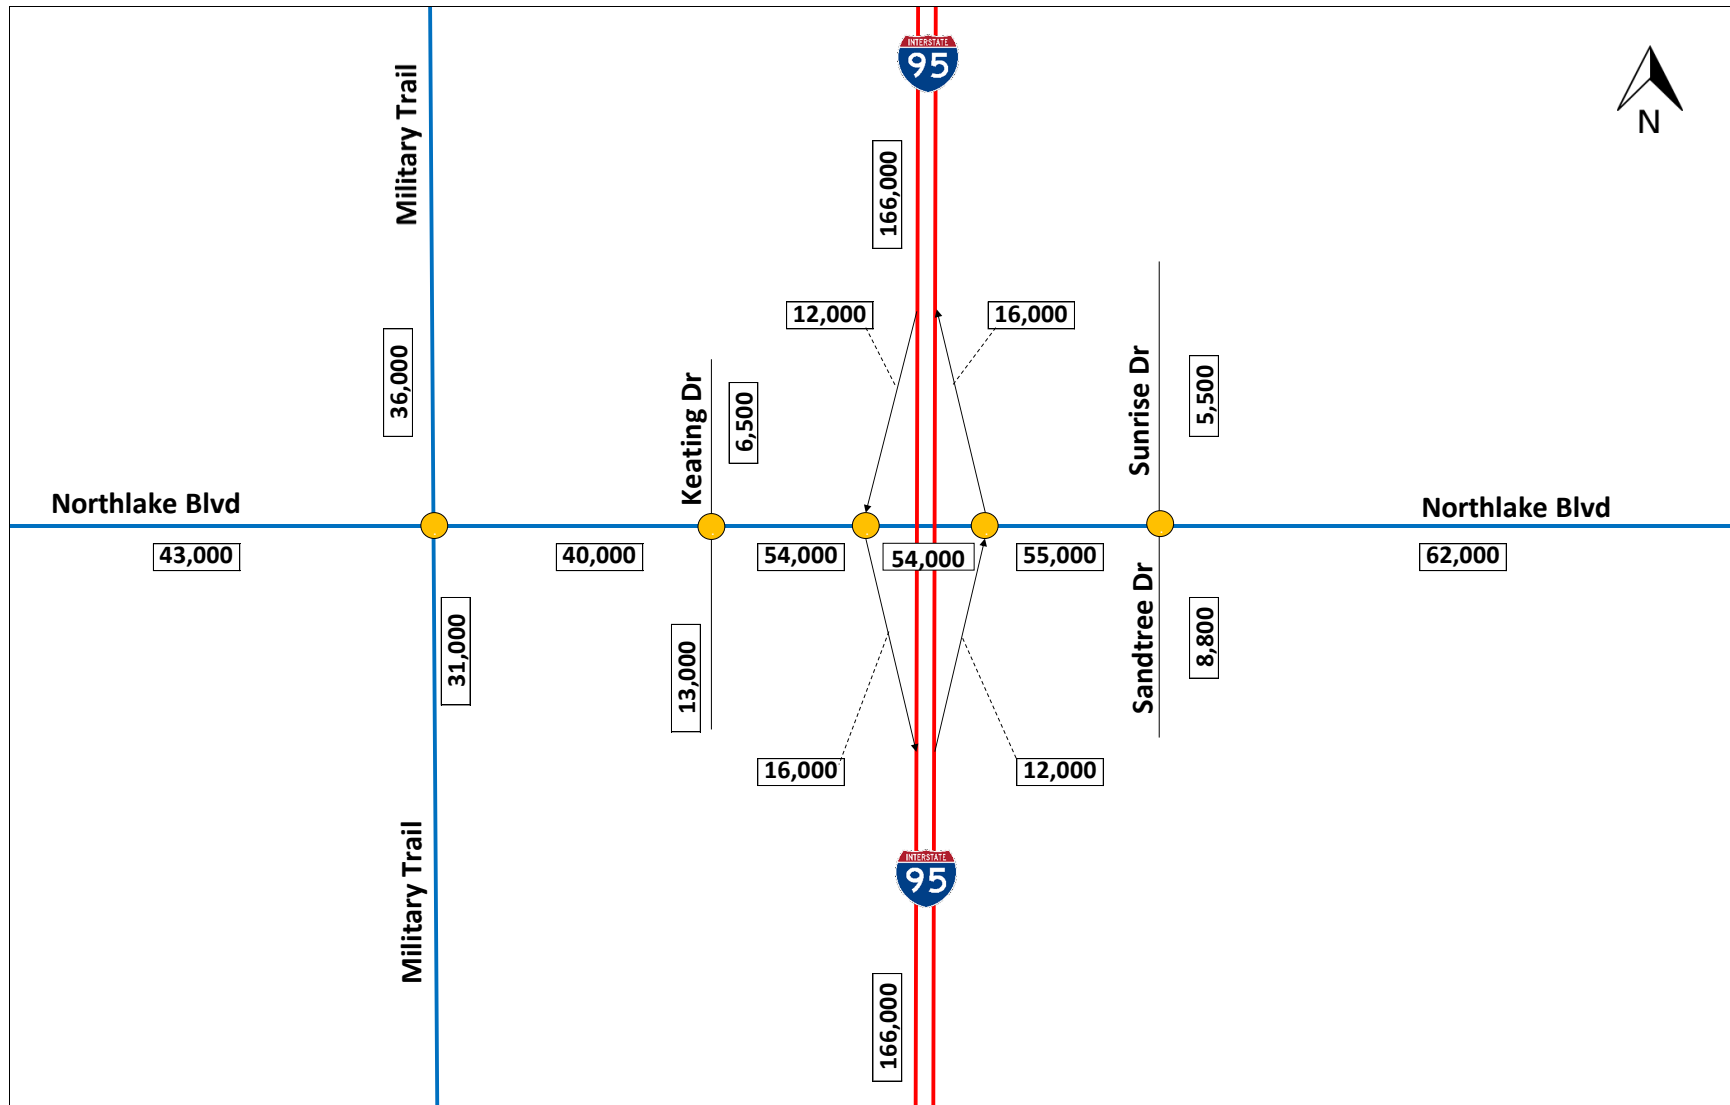 INTERSTATE
95
Military Trail
166,000
N
12,000
16,000
36,000
Keating Dr
6,500
Sunrise Dr
5,500
Northlake Blvd
Northlake Blvd
43,000
40,000
54,000
54,000
55,000
62,000
31,000
13,000
Sandtree Dr
8,800
16,000
12,000
Military Trail
INTERSTATE
95
166,000